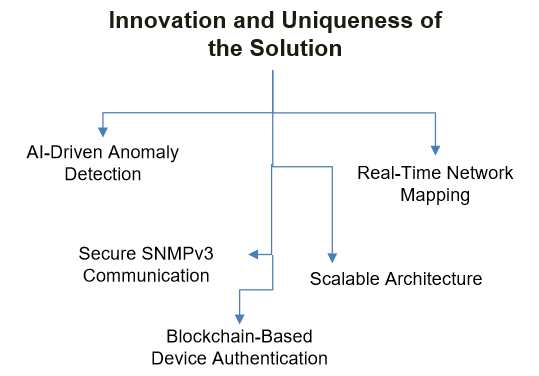 Innovation and Uniqueness of
the Solution
AI-Driven Anomaly
Detection
Real-Time Network
Mapping
Secure SNMPv3
Communication
Scalable Architecture
Blockchain-Based
Device Authentication